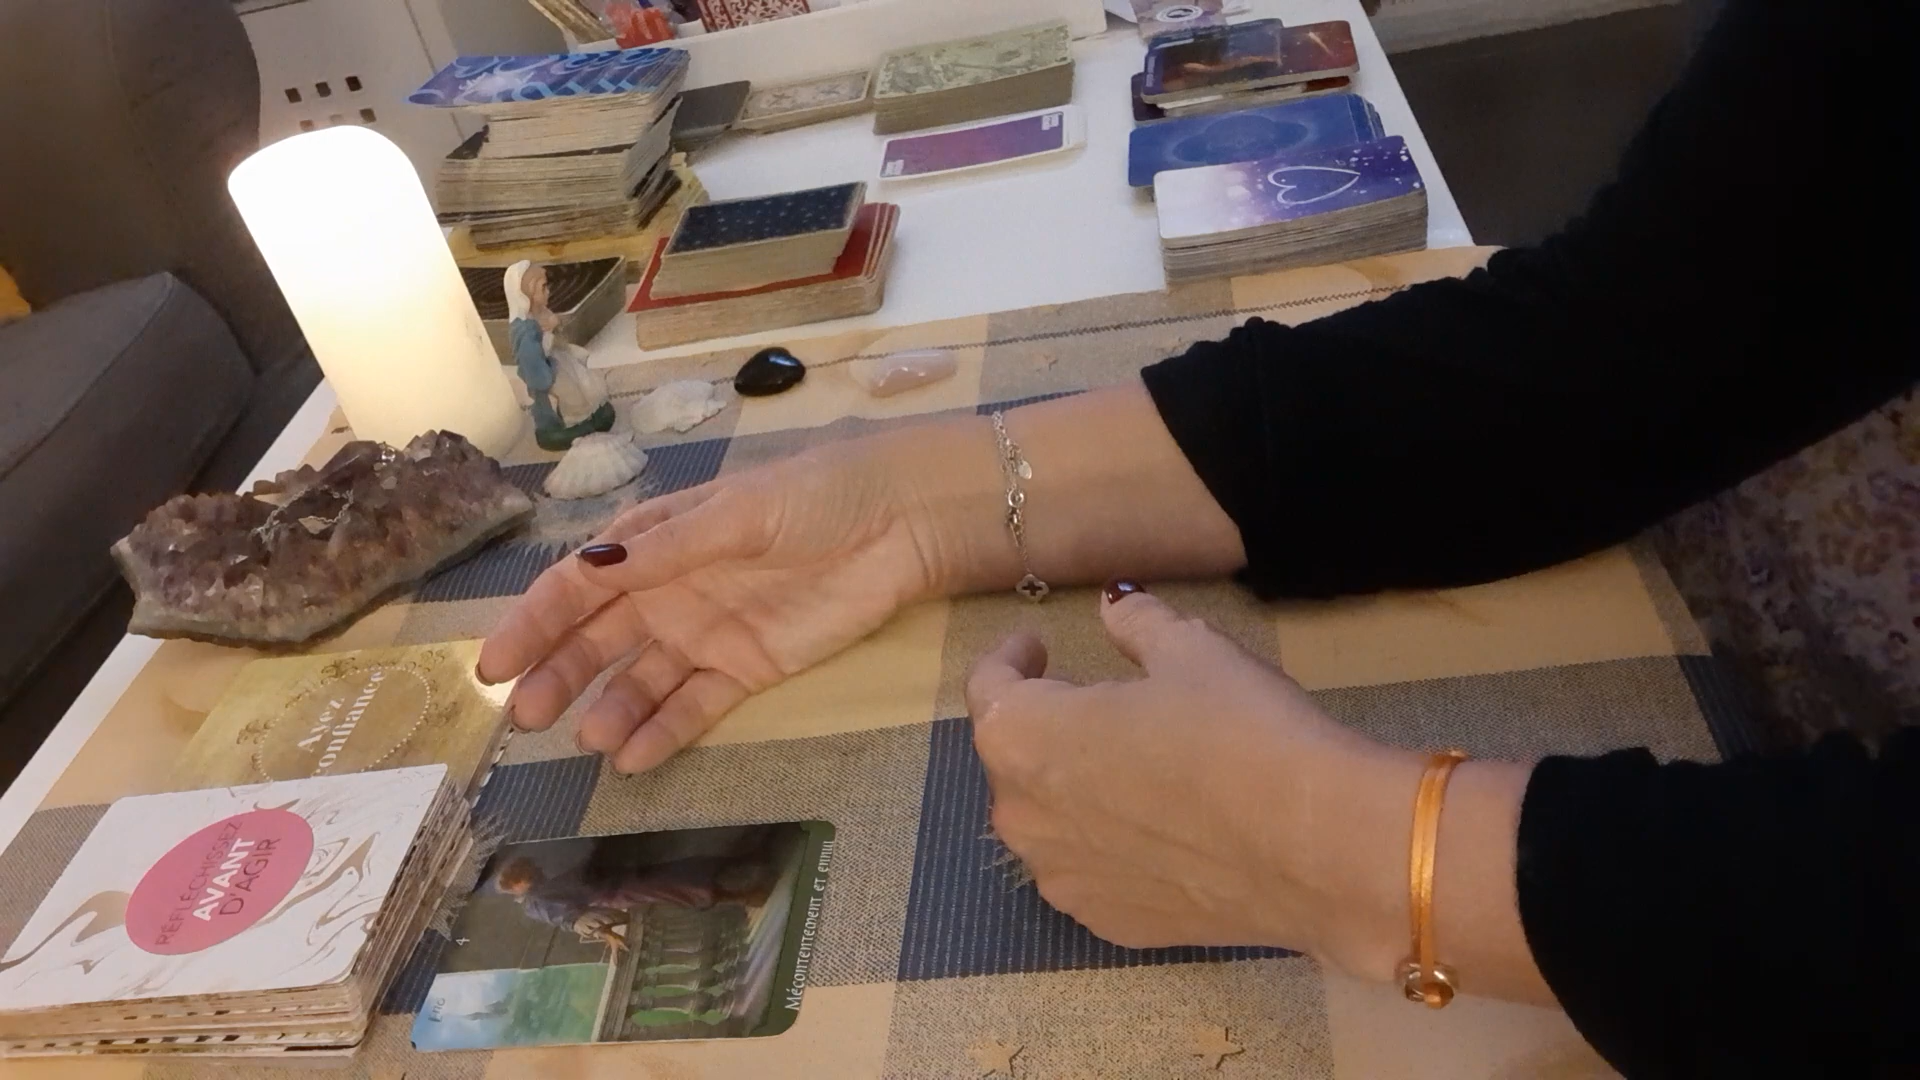 Ayez
confiance
RÉFLÉCHISSEZ
AVANT
D'AGIR
4
Mécontentement et ennui